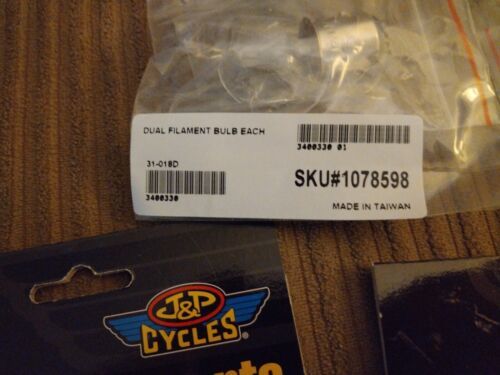 DUAL FILAMENT BULB EACH
3400330 01
31-018D
3400330
SKU#1078598
MADE IN TAIWAN
J&P
CYCLES®